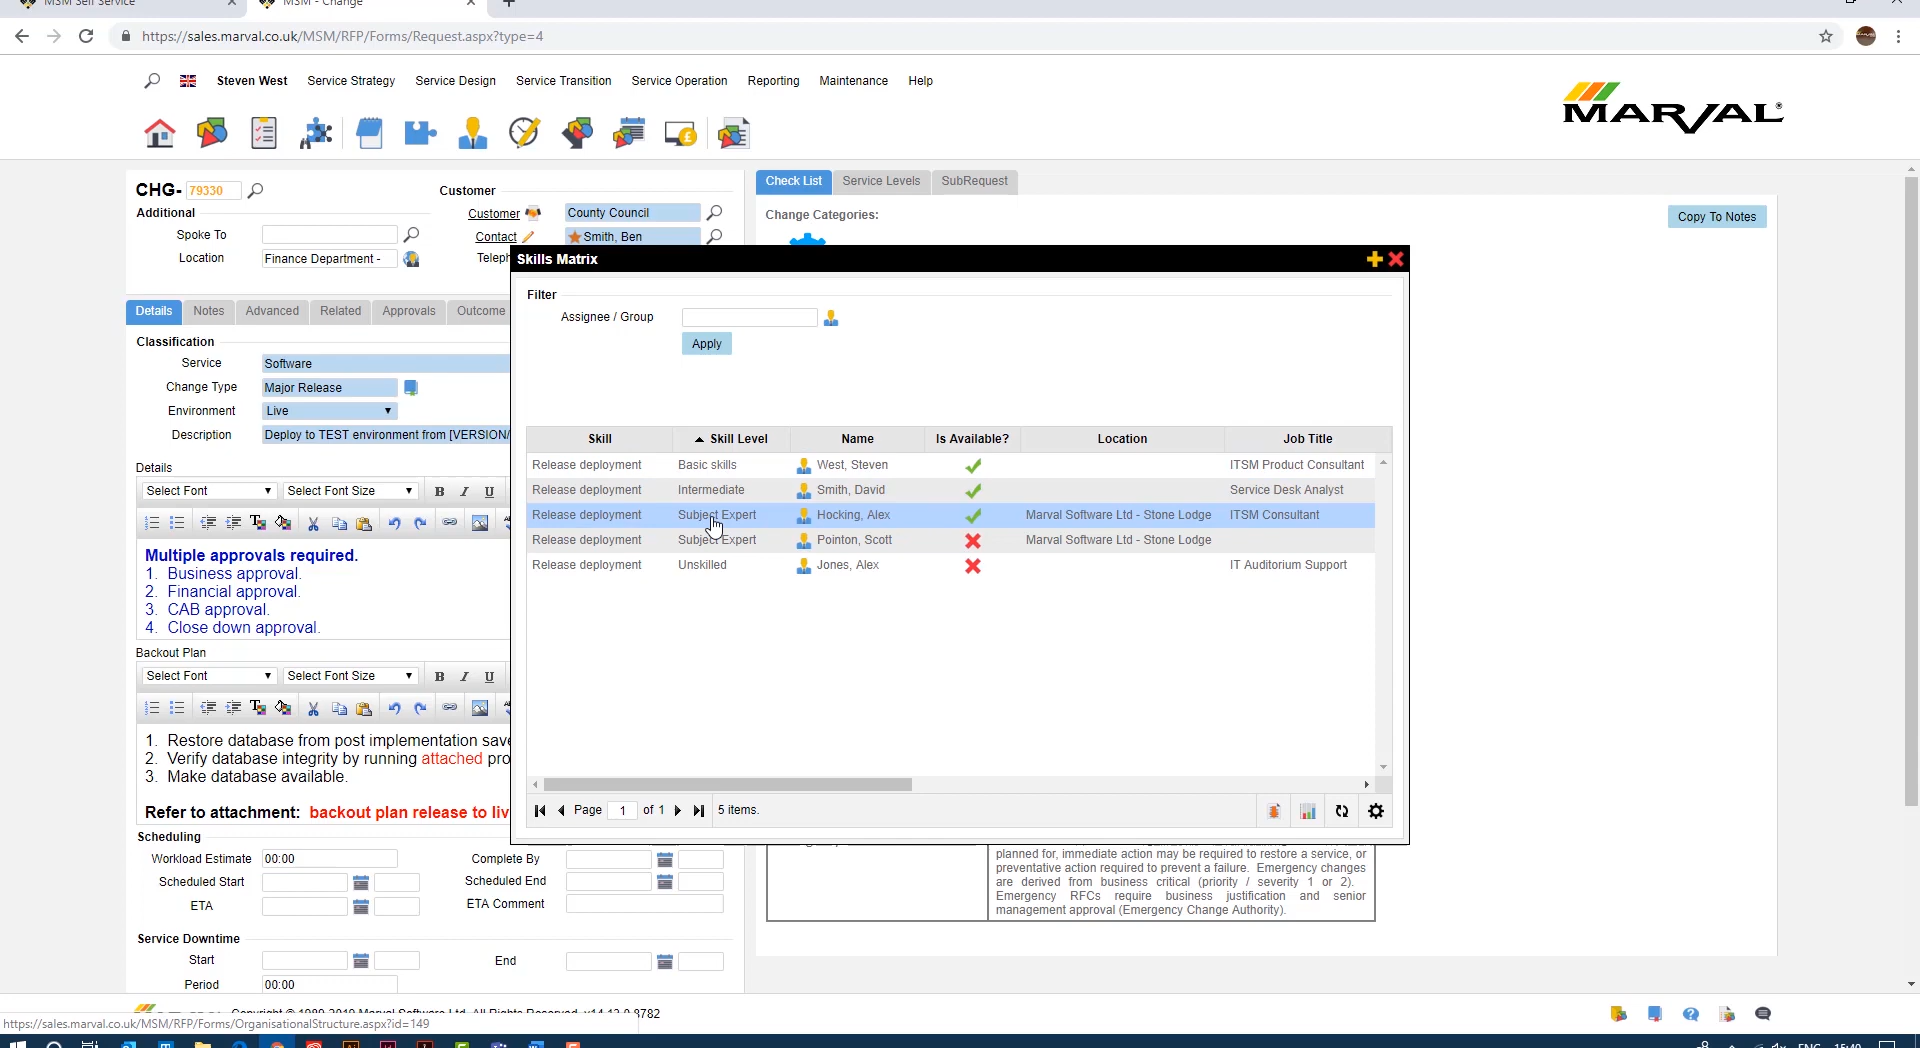 MSM Self Service
MSM - Change
https://sales.marval.co.uk/MSM/RFP/Forms/Request.aspx?type=4
Steven West Service Strategy Service Design Service Transition Service Operation Reporting Maintenance Help
MARVAL
CHG- 79330
Additional
Spoke To
Location Finance Department -
Customer
Customer County Council
Contact Smith, Ben
Teleph
Check List Service Levels SubRequest
Change Categories:
Copy To Notes
Details Notes Advanced Related Approvals Outcome
Classification
Service Software
Change Type Major Release
Environment Live
Description Deploy to TEST environment from [VERSION/
Details
Select Font Select Font Size B I U
Multiple approvals required.
1. Business approval.
2. Financial approval.
3. CAB approval.
4. Close down approval.
Backout Plan
Select Font Select Font Size B I U
1. Restore database from post implementation save
2. Verify database integrity by running attached pro
3. Make database available.
Refer to attachment: backout plan release to liv
Scheduling
Workload Estimate 00:00 Complete By
Scheduled Start Scheduled End
ETA ETA Comment
Service Downtime
Start End
Period 00:00
Skills Matrix
Filter
Assignee / Group
Apply
Skill Skill Level Name Is Available? Location Job Title
Release deployment Basic skills West, Steven ITSM Product Consultant
Release deployment Intermediate Smith, David Service Desk Analyst
Release deployment Subject Expert Hocking, Alex Marval Software Ltd - Stone Lodge ITSM Consultant
Release deployment Subject Expert Pointon, Scott Marval Software Ltd - Stone Lodge
Release deployment Unskilled Jones, Alex IT Auditorium Support
Page 1 of 1 5 items.
planned for, immediate action may be required to restore a service, or
preventative action required to prevent a failure. Emergency changes
are derived from business critical (priority / severity 1 or 2).
Emergency RFCs require business justification and senior
management approval (Emergency Change Authority).
Copyright © 1989-2019 Marval Software Ltd. All Rights Reserved. 8782
https://sales.marval.co.uk/MSM/RFP/Forms/OrganisationalStructure.aspx?id=149
ENG 15:40